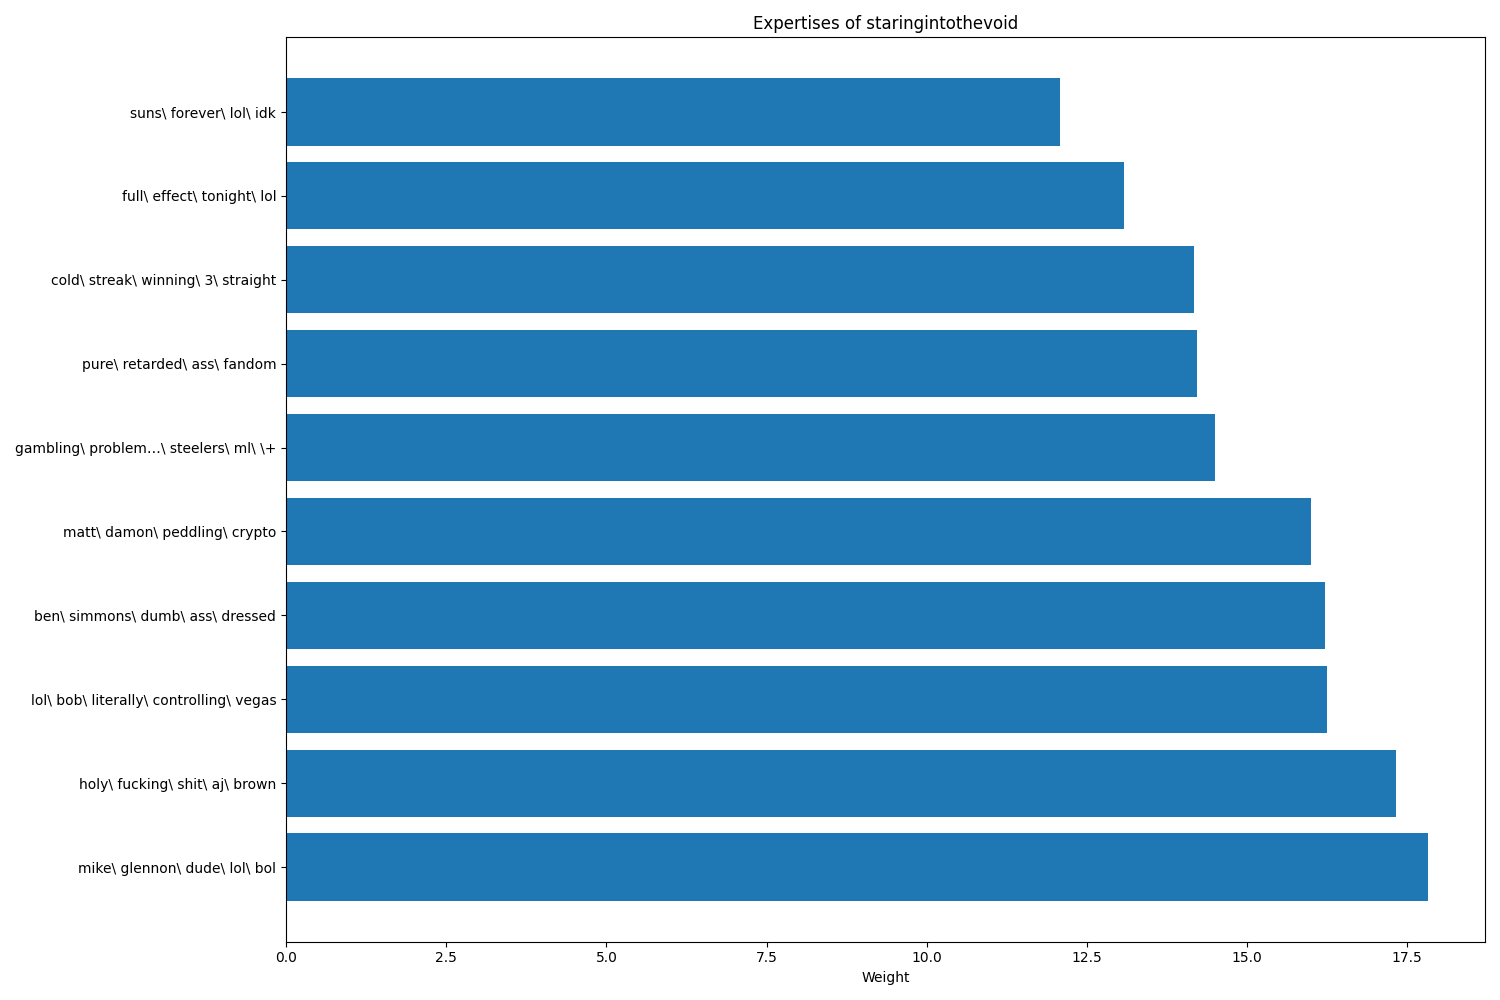 Expertises of staringintothevoid
suns\ forever\ lol\ idk
full\ effect\ tonight\ lol
cold\ streak\ winning\ 3\ straight
pure\ retarded\ ass\ fandom
gambling\ problem…\ steelers\ ml\ \+
matt\ damon\ peddling\ crypto
ben\ simmons\ dumb\ ass\ dressed
lol\ bob\ literally\ controlling\ vegas
holy\ fucking\ shit\ aj\ brown
mike\ glennon\ dude\ lol\ bol
0.0 2.5 5.0 7.5 10.0 12.5 15.0 17.5
Weight